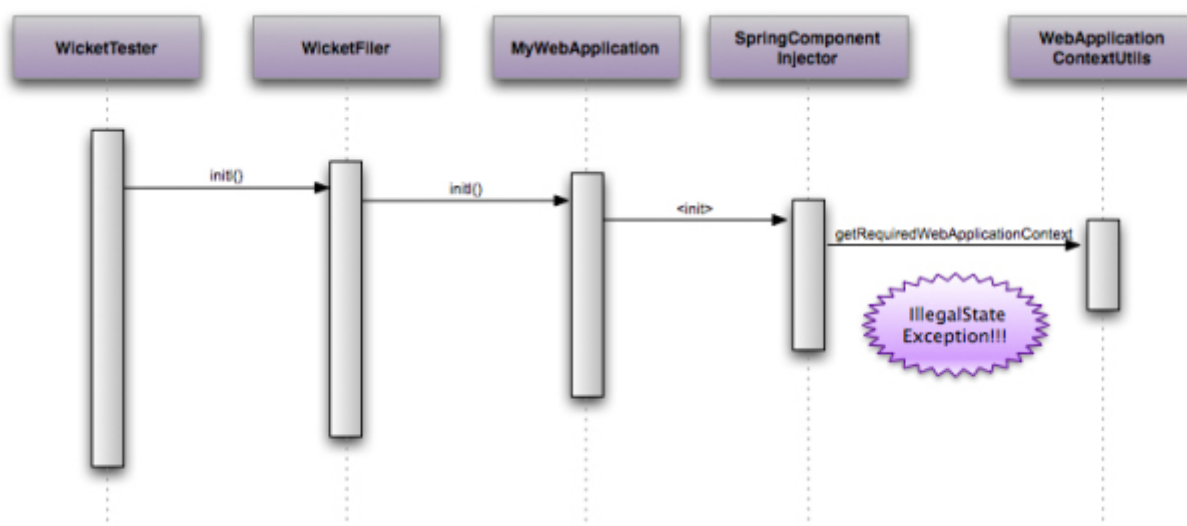 WicketTester
WicketFiler
MyWebApplication
SpringComponent
Injector
WebApplication
ContextUtils
init()
init()
<init>
getRequiredWebApplicationContext
IllegalState
Exception!!!